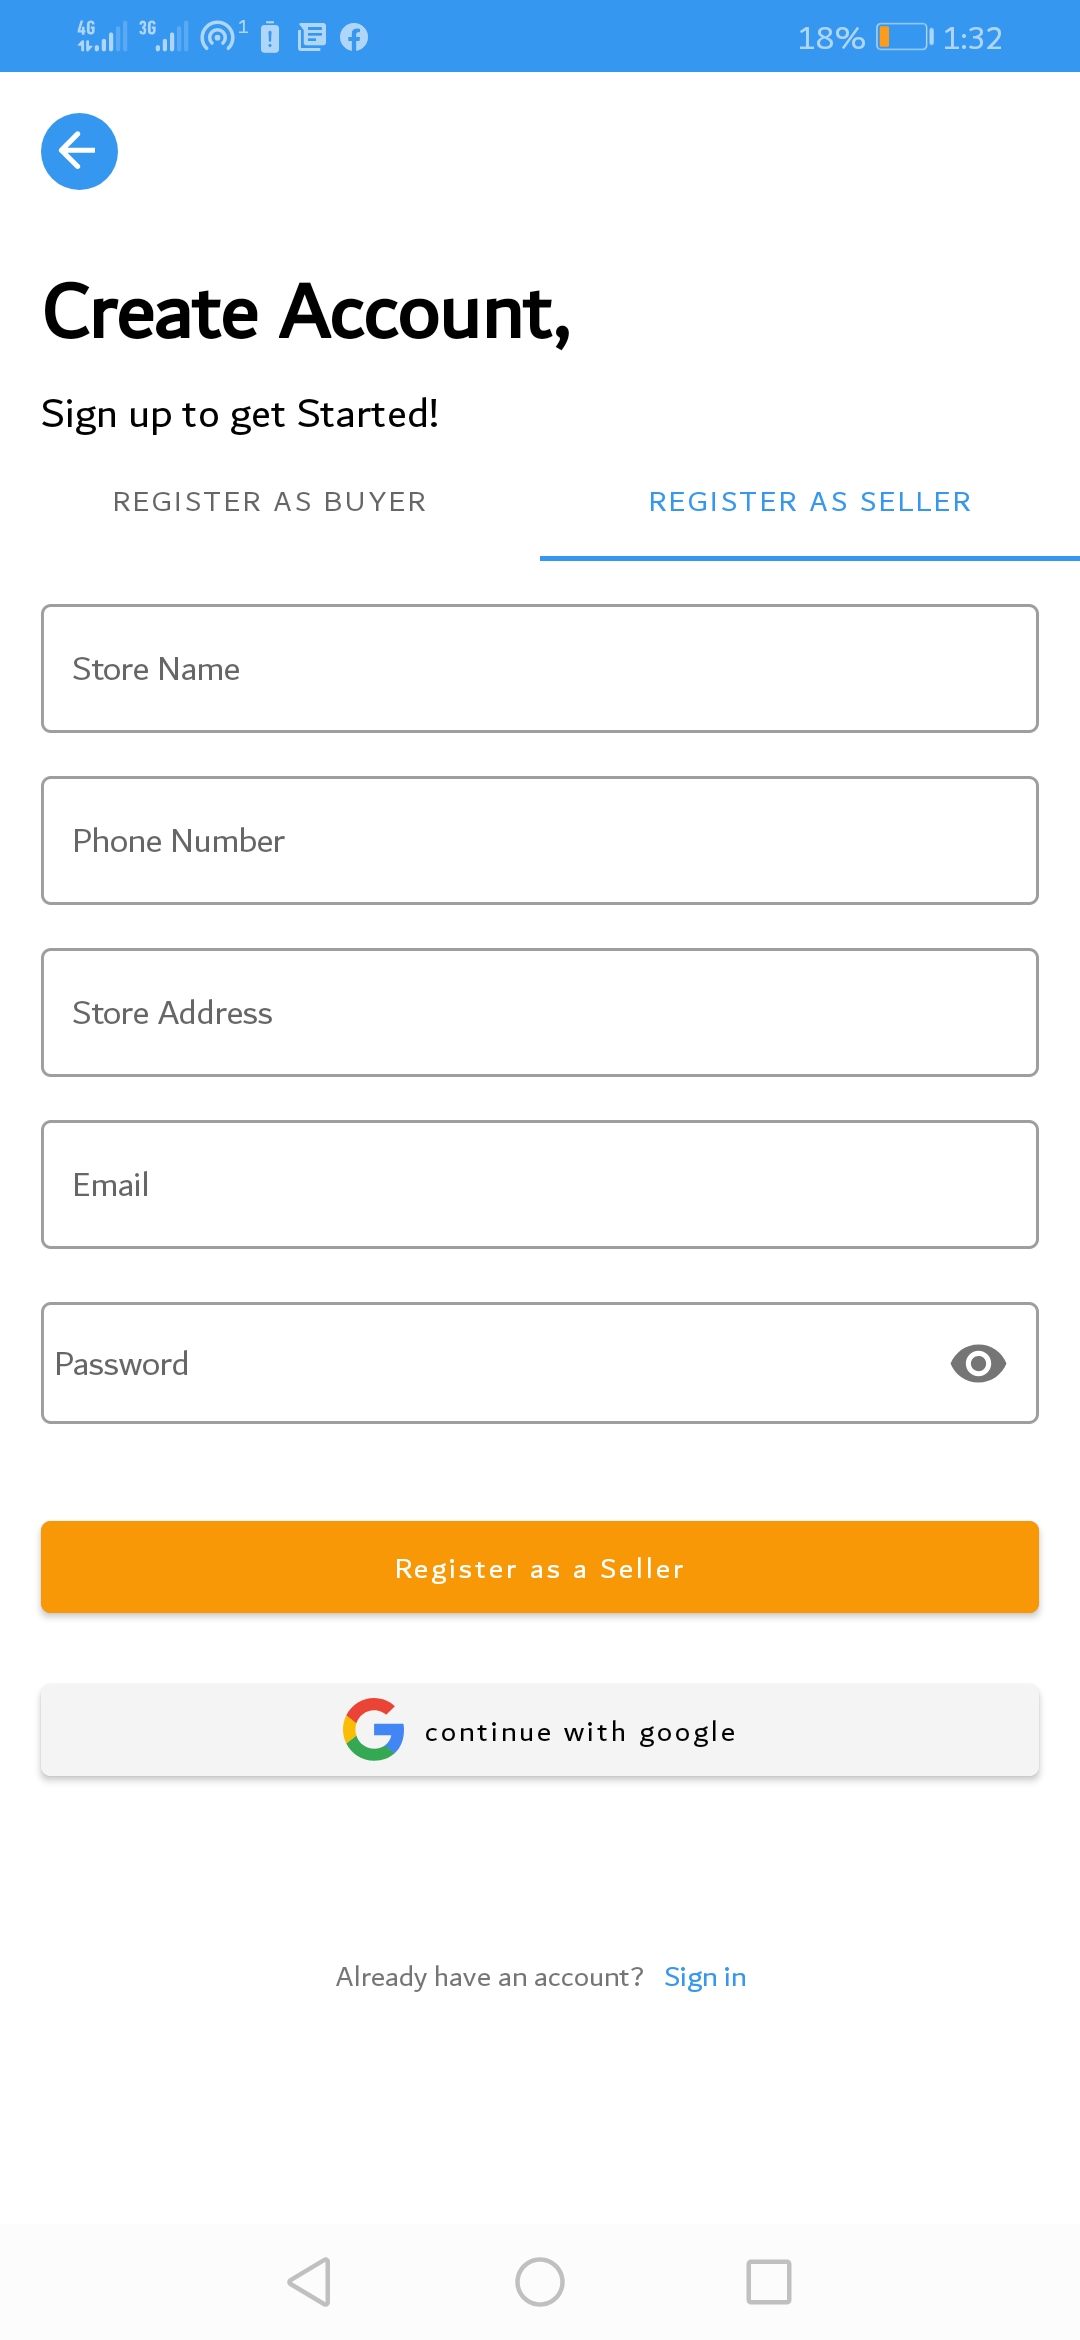 4G 3G 1 18% 1:32
Create Account,
Sign up to get Started!
REGISTER AS BUYER REGISTER AS SELLER
Store Name
Phone Number
Store Address
Email
Password
Register as a Seller
continue with google
Already have an account? Sign in